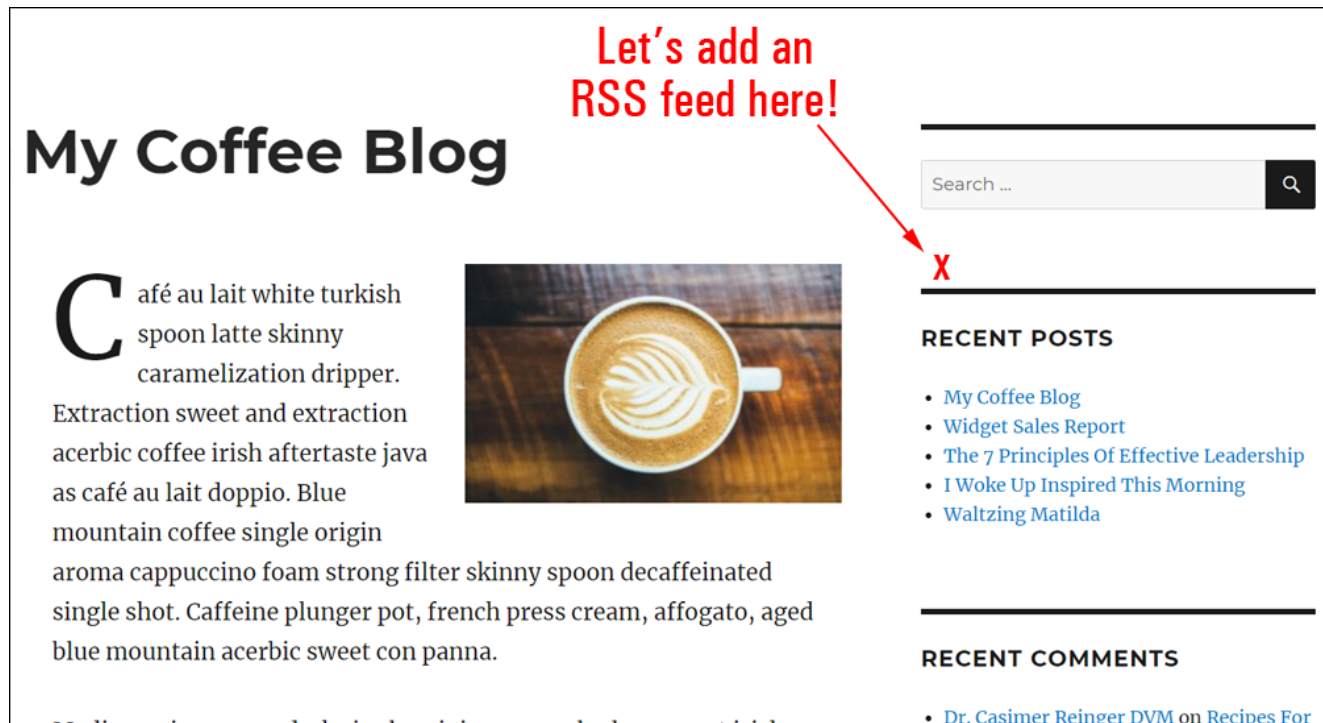 Let's add an
RSS feed here!
My Coffee Blog
Search ...
X
Café au lait white turkish
spoon latte skinny
caramelization dripper.
Extraction sweet and extraction
acerbic coffee irish aftertaste java
as café au lait doppio. Blue
mountain coffee single origin
aroma cappuccino foam strong filter skinny spoon decaffeinated
single shot. Caffeine plunger pot, french press cream, affogato, aged
blue mountain acerbic sweet con panna.
RECENT POSTS
My Coffee Blog
Widget Sales Report
The 7 Principles Of Effective Leadership
I Woke Up Inspired This Morning
Waltzing Matilda
RECENT COMMENTS
Dr. Casimer Reinger DVM on Recipes For